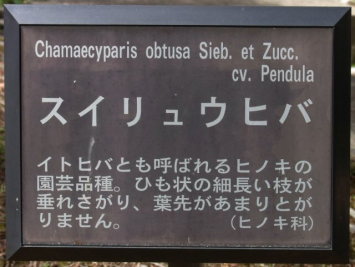 Chamaecyparis obtusa Sieb. et Zucc.
cv. Pendula
スイリュウヒバ
イトヒバとも呼ばれるヒノキの
園芸品種。ひも状の細長い枝が
垂れさがり、葉先があまりとが
りません。 （ヒノキ科）